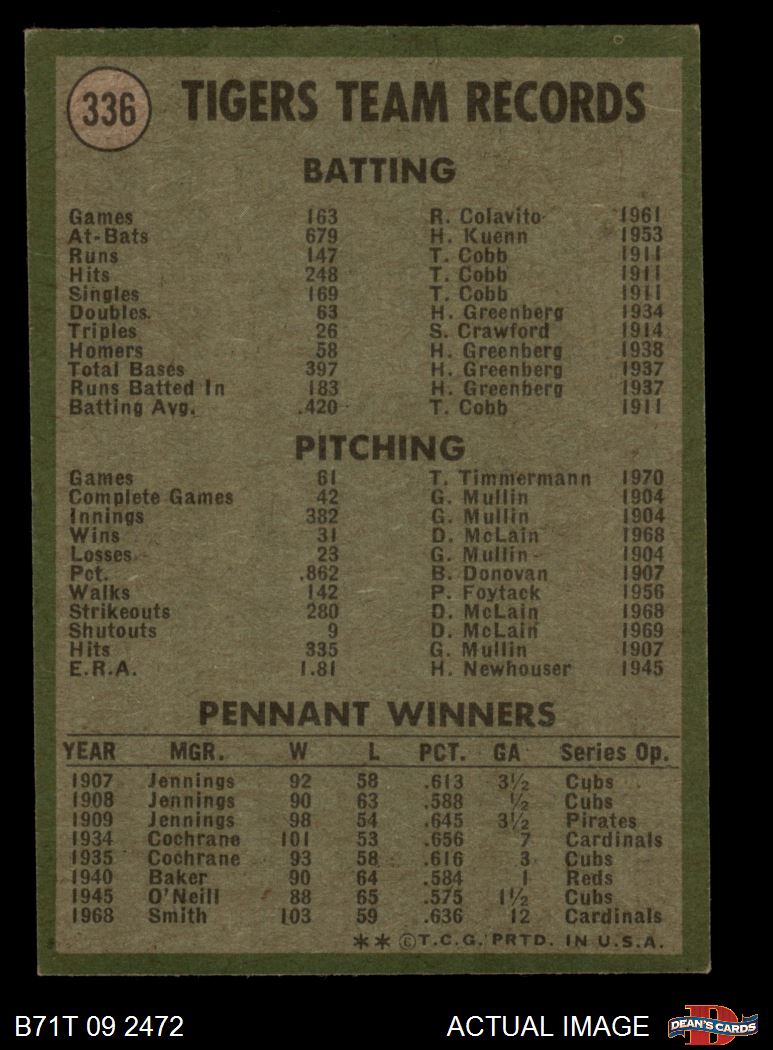 336 TIGERS TEAM RECORDS
BATTING
Games 163 R. Colavito 1961
At-Bats 679 H. Kuenn 1953
Runs 147 T. Cobb 1911
Hits 248 T. Cobb 1911
Singles 169 T. Cobb 1911
Doubles. 63 H. Greenberg 1934
Triples 26 S. Crawford 1914
Homers 58 H. Greenberg 1938
Total Bases 397 H. Greenberg 1937
Runs Batted In 183 H. Greenberg 1937
Batting Avg. .420 T. Cobb 1911
PITCHING
Games 61 T. Timmermann 1970
Complete Games 42 G. Mullin 1904
Innings 382 G. Mullin 1904
Wins 31 D. McLain 1968
Losses 23 G. Mullin 1904
Pct. .862 B. Donovan 1907
Walks 142 P. Foytack 1956
Strikeouts 280 D. McLain 1968
Shutouts 9 D. McLain 1969
Hits 335 G. Mullin 1907
E.R.A. 1.81 H. Newhouser 1945
PENNANT WINNERS
YEAR MGR. W L PCT. GA Series Op.
1907 Jennings 92 58 .613 3½ Cubs
1908 Jennings 90 63 .588 ½ Cubs
1909 Jennings 98 54 .645 3½ Pirates
1934 Cochrane 101 53 .656 7 Cardinals
1935 Cochrane 93 58 .616 3 Cubs
1940 Baker 90 64 .584 1 Reds
1945 O'Neill 88 65 .575 1½ Cubs
1968 Smith 103 59 .636 12 Cardinals
** ©T.C.G. PRTD. IN U.S.A.
B71T 09 2472 ACTUAL IMAGE D DEAN'S CARDS